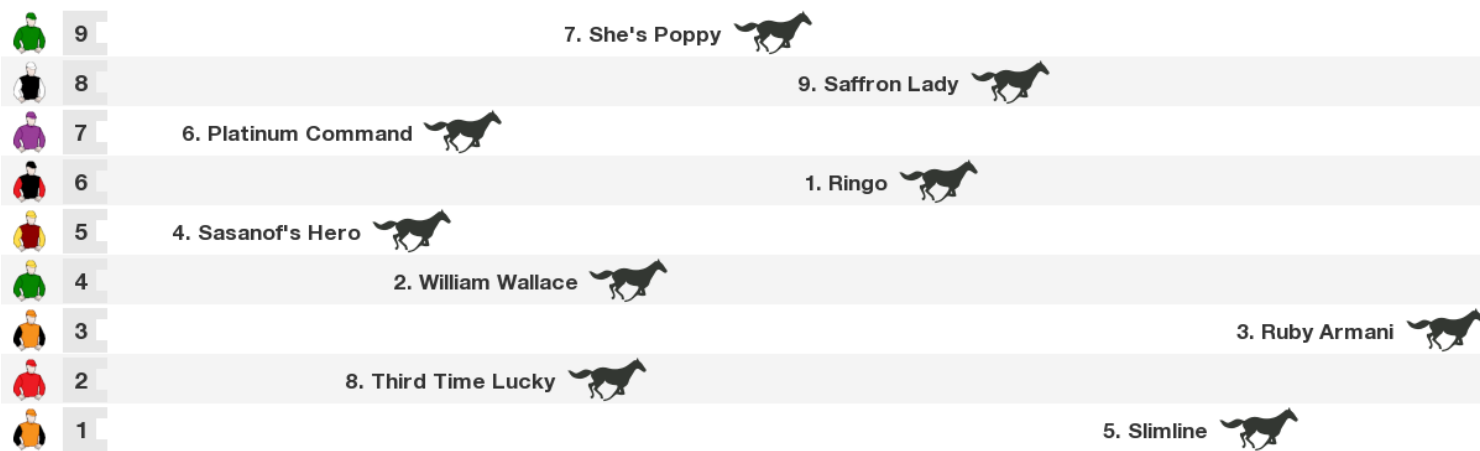 9 7. She's Poppy
8 9. Saffron Lady
7 6. Platinum Command
6 1. Ringo
5 4. Sasanof's Hero
4 2. William Wallace
3 3. Ruby Armani
2 8. Third Time Lucky
1 5. Slimline